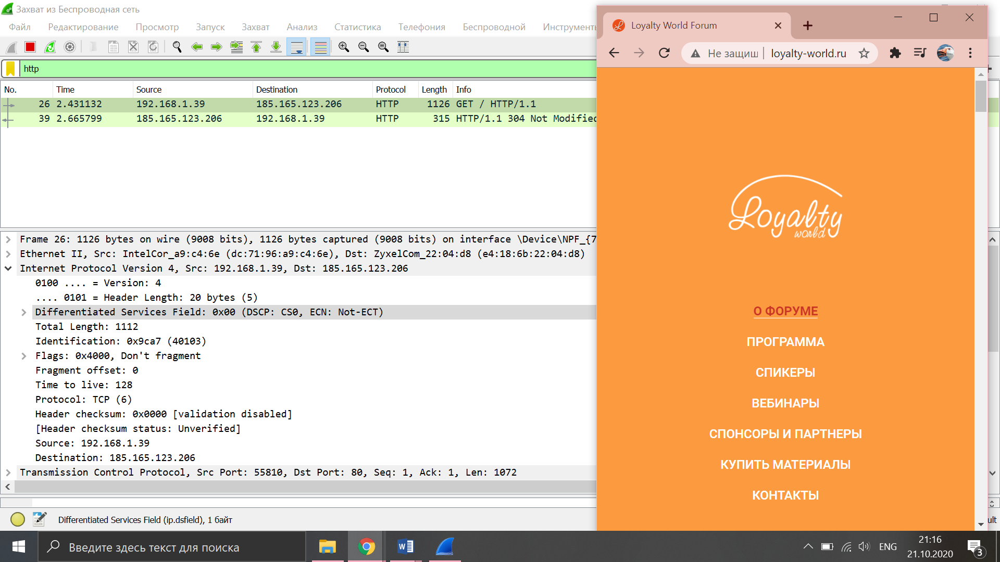 Захват из Беспроводная сеть
Файл Редактирование Просмотр Запуск Захват Анализ Статистика Телефония Беспроводной Инструменты
http
No. Time Source Destination Protocol Length Info
26 2.431132 192.168.1.39 185.165.123.206 HTTP 1126 GET / HTTP/1.1
39 2.665799 185.165.123.206 192.168.1.39 HTTP 315 HTTP/1.1 304 Not Modified
Frame 26: 1126 bytes on wire (9008 bits), 1126 bytes captured (9008 bits) on interface \Device\NPF_{7
Ethernet II, Src: IntelCor_a9:c4:6e (dc:71:96:a9:c4:6e), Dst: ZyxelCom_22:04:d8 (e4:18:6b:22:04:d8)
Internet Protocol Version 4, Src: 192.168.1.39, Dst: 185.165.123.206
0100 .... = Version: 4
.... 0101 = Header Length: 20 bytes (5)
Differentiated Services Field: 0x00 (DSCP: CS0, ECN: Not-ECT)
Total Length: 1112
Identification: 0x9ca7 (40103)
Flags: 0x4000, Don't fragment
Fragment offset: 0
Time to live: 128
Protocol: TCP (6)
Header checksum: 0x0000 [validation disabled]
[Header checksum status: Unverified]
Source: 192.168.1.39
Destination: 185.165.123.206
Transmission Control Protocol, Src Port: 55810, Dst Port: 80, Seq: 1, Ack: 1, Len: 1072
Differentiated Services Field (ip.dsfield), 1 байт
ult
Loyalty World Forum
Не защищ loyalty-world.ru
Loyalty
world
О ФОРУМЕ
ПРОГРАММА
СПИКЕРЫ
ВЕБИНАРЫ
СПОНСОРЫ И ПАРТНЕРЫ
КУПИТЬ МАТЕРИАЛЫ
КОНТАКТЫ
Введите здесь текст для поиска
ENG
21:16
21.10.2020
3